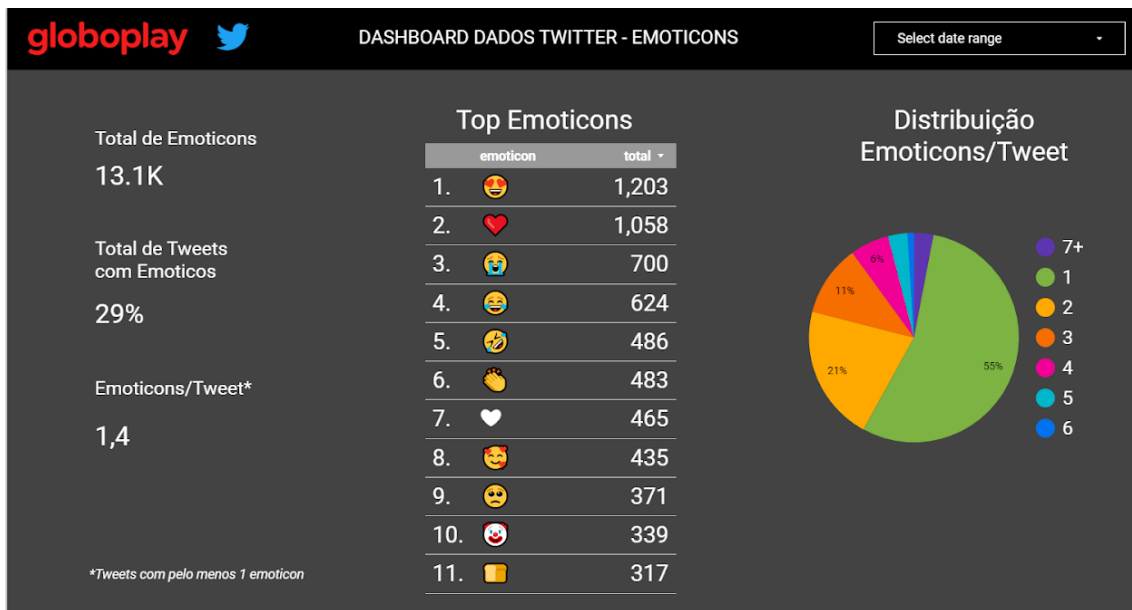 globoplay
DASHBOARD DADOS TWITTER - EMOTICONS
Select date range
Total de Emoticons
13.1K
Total de Tweets
com Emoticos
29%
Emoticons/Tweet*
1,4
*Tweets com pelo menos 1 emoticon
Top Emoticons
emoticon total
1. 😍 1,203
2. ❤️ 1,058
3. 😭 700
4. 😂 624
5. 🤣 486
6. 👏 483
7. 🤍 465
8. 🥰 435
9. 🥺 371
10. 🤡 339
11. 🍞 317
Distribuição
Emoticons/Tweet
6%
11%
21%
55%
7+
1
2
3
4
5
6